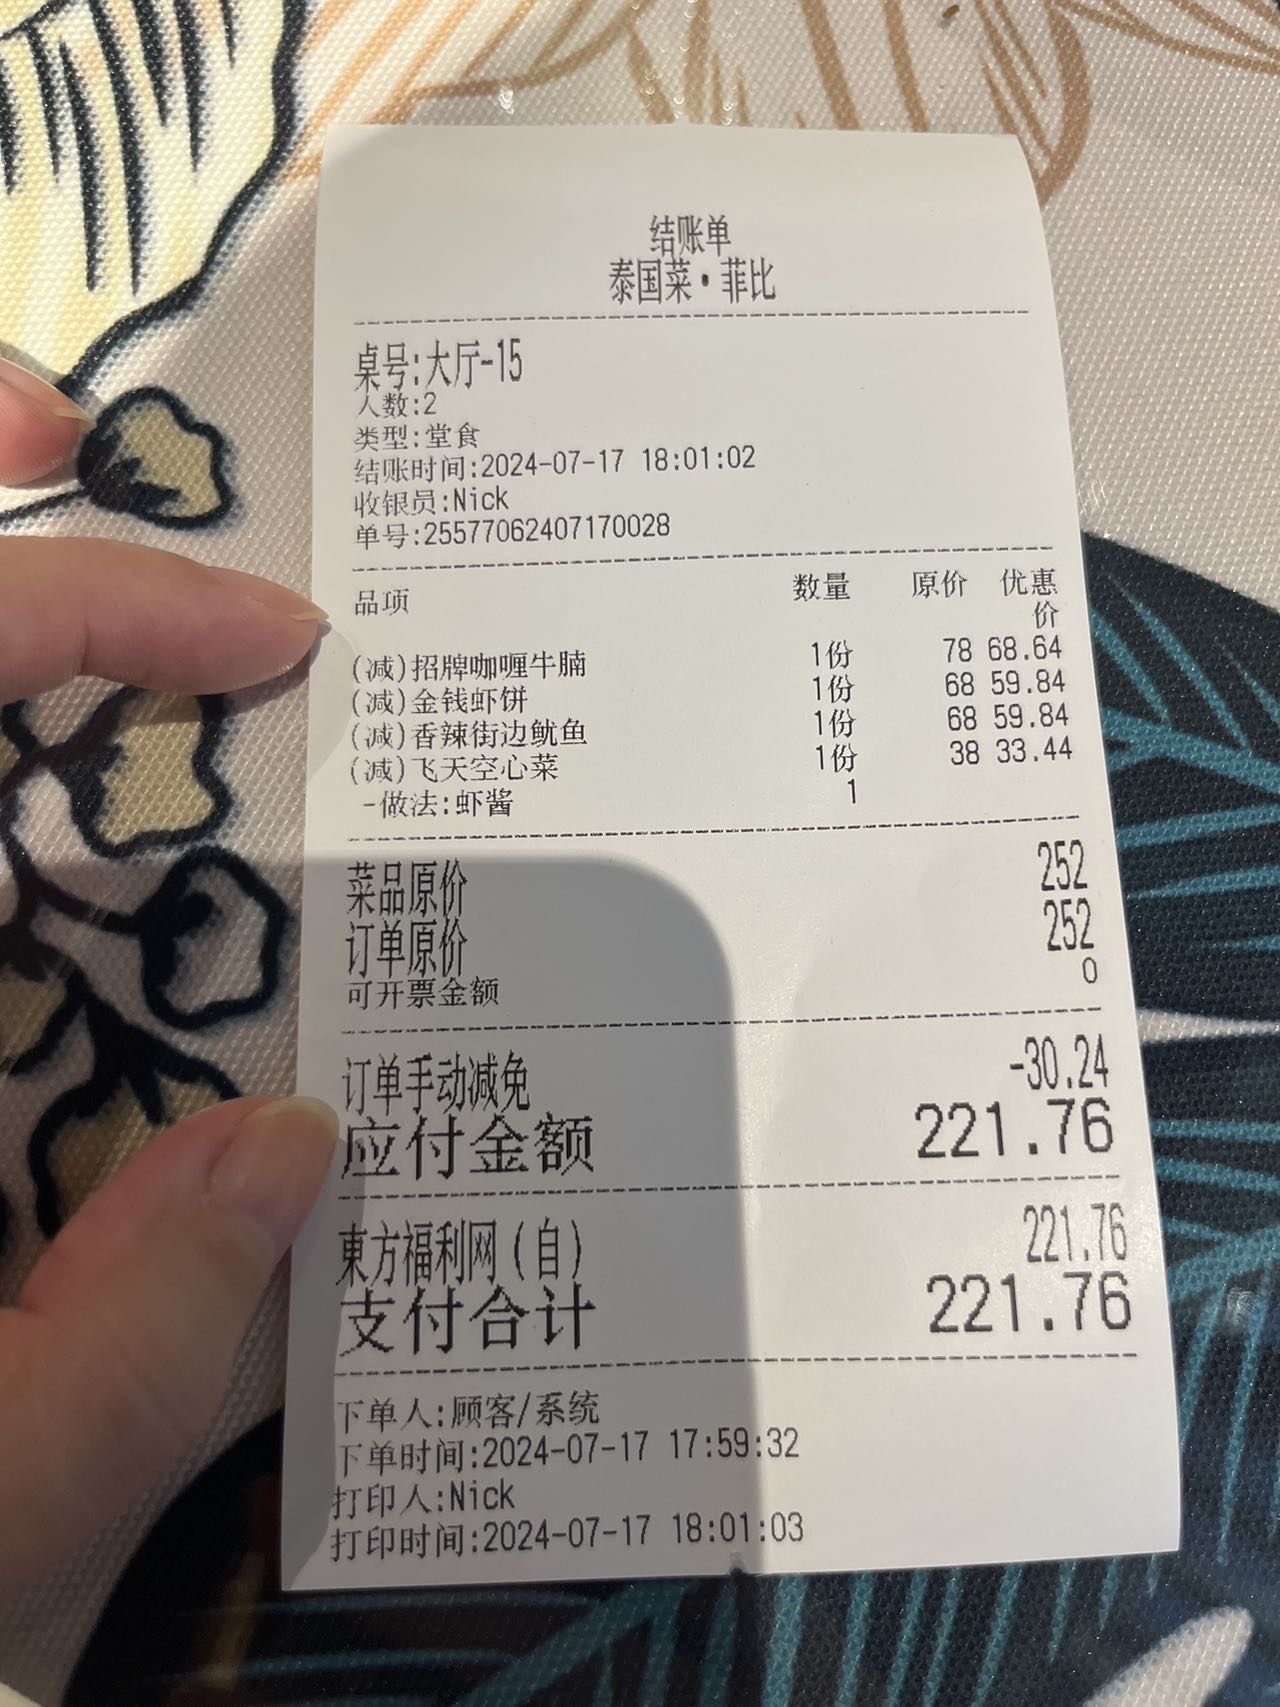 结账单
泰国菜·菲比
桌号:大厅-15
人数:2
类型:堂食
结账时间:2024-07-17 18:01:02
收银员:Nick
单号:25577062407170028
品项 数量 原价 优惠价
(减)招牌咖喱牛腩 1份 78 68.64
(减)金钱虾饼 1份 68 59.84
(减)香辣街边鱿鱼 1份 68 59.84
(减)飞天空心菜 1份 38 33.44
-做法:虾酱 1
菜品原价 252
订单原价 252
可开票金额 0
订单手动减免 -30.24
应付金额 221.76
東方福利网(自) 221.76
支付合计 221.76
下单人:顾客/系统
下单时间:2024-07-17 17:59:32
打印人:Nick
打印时间:2024-07-17 18:01:03